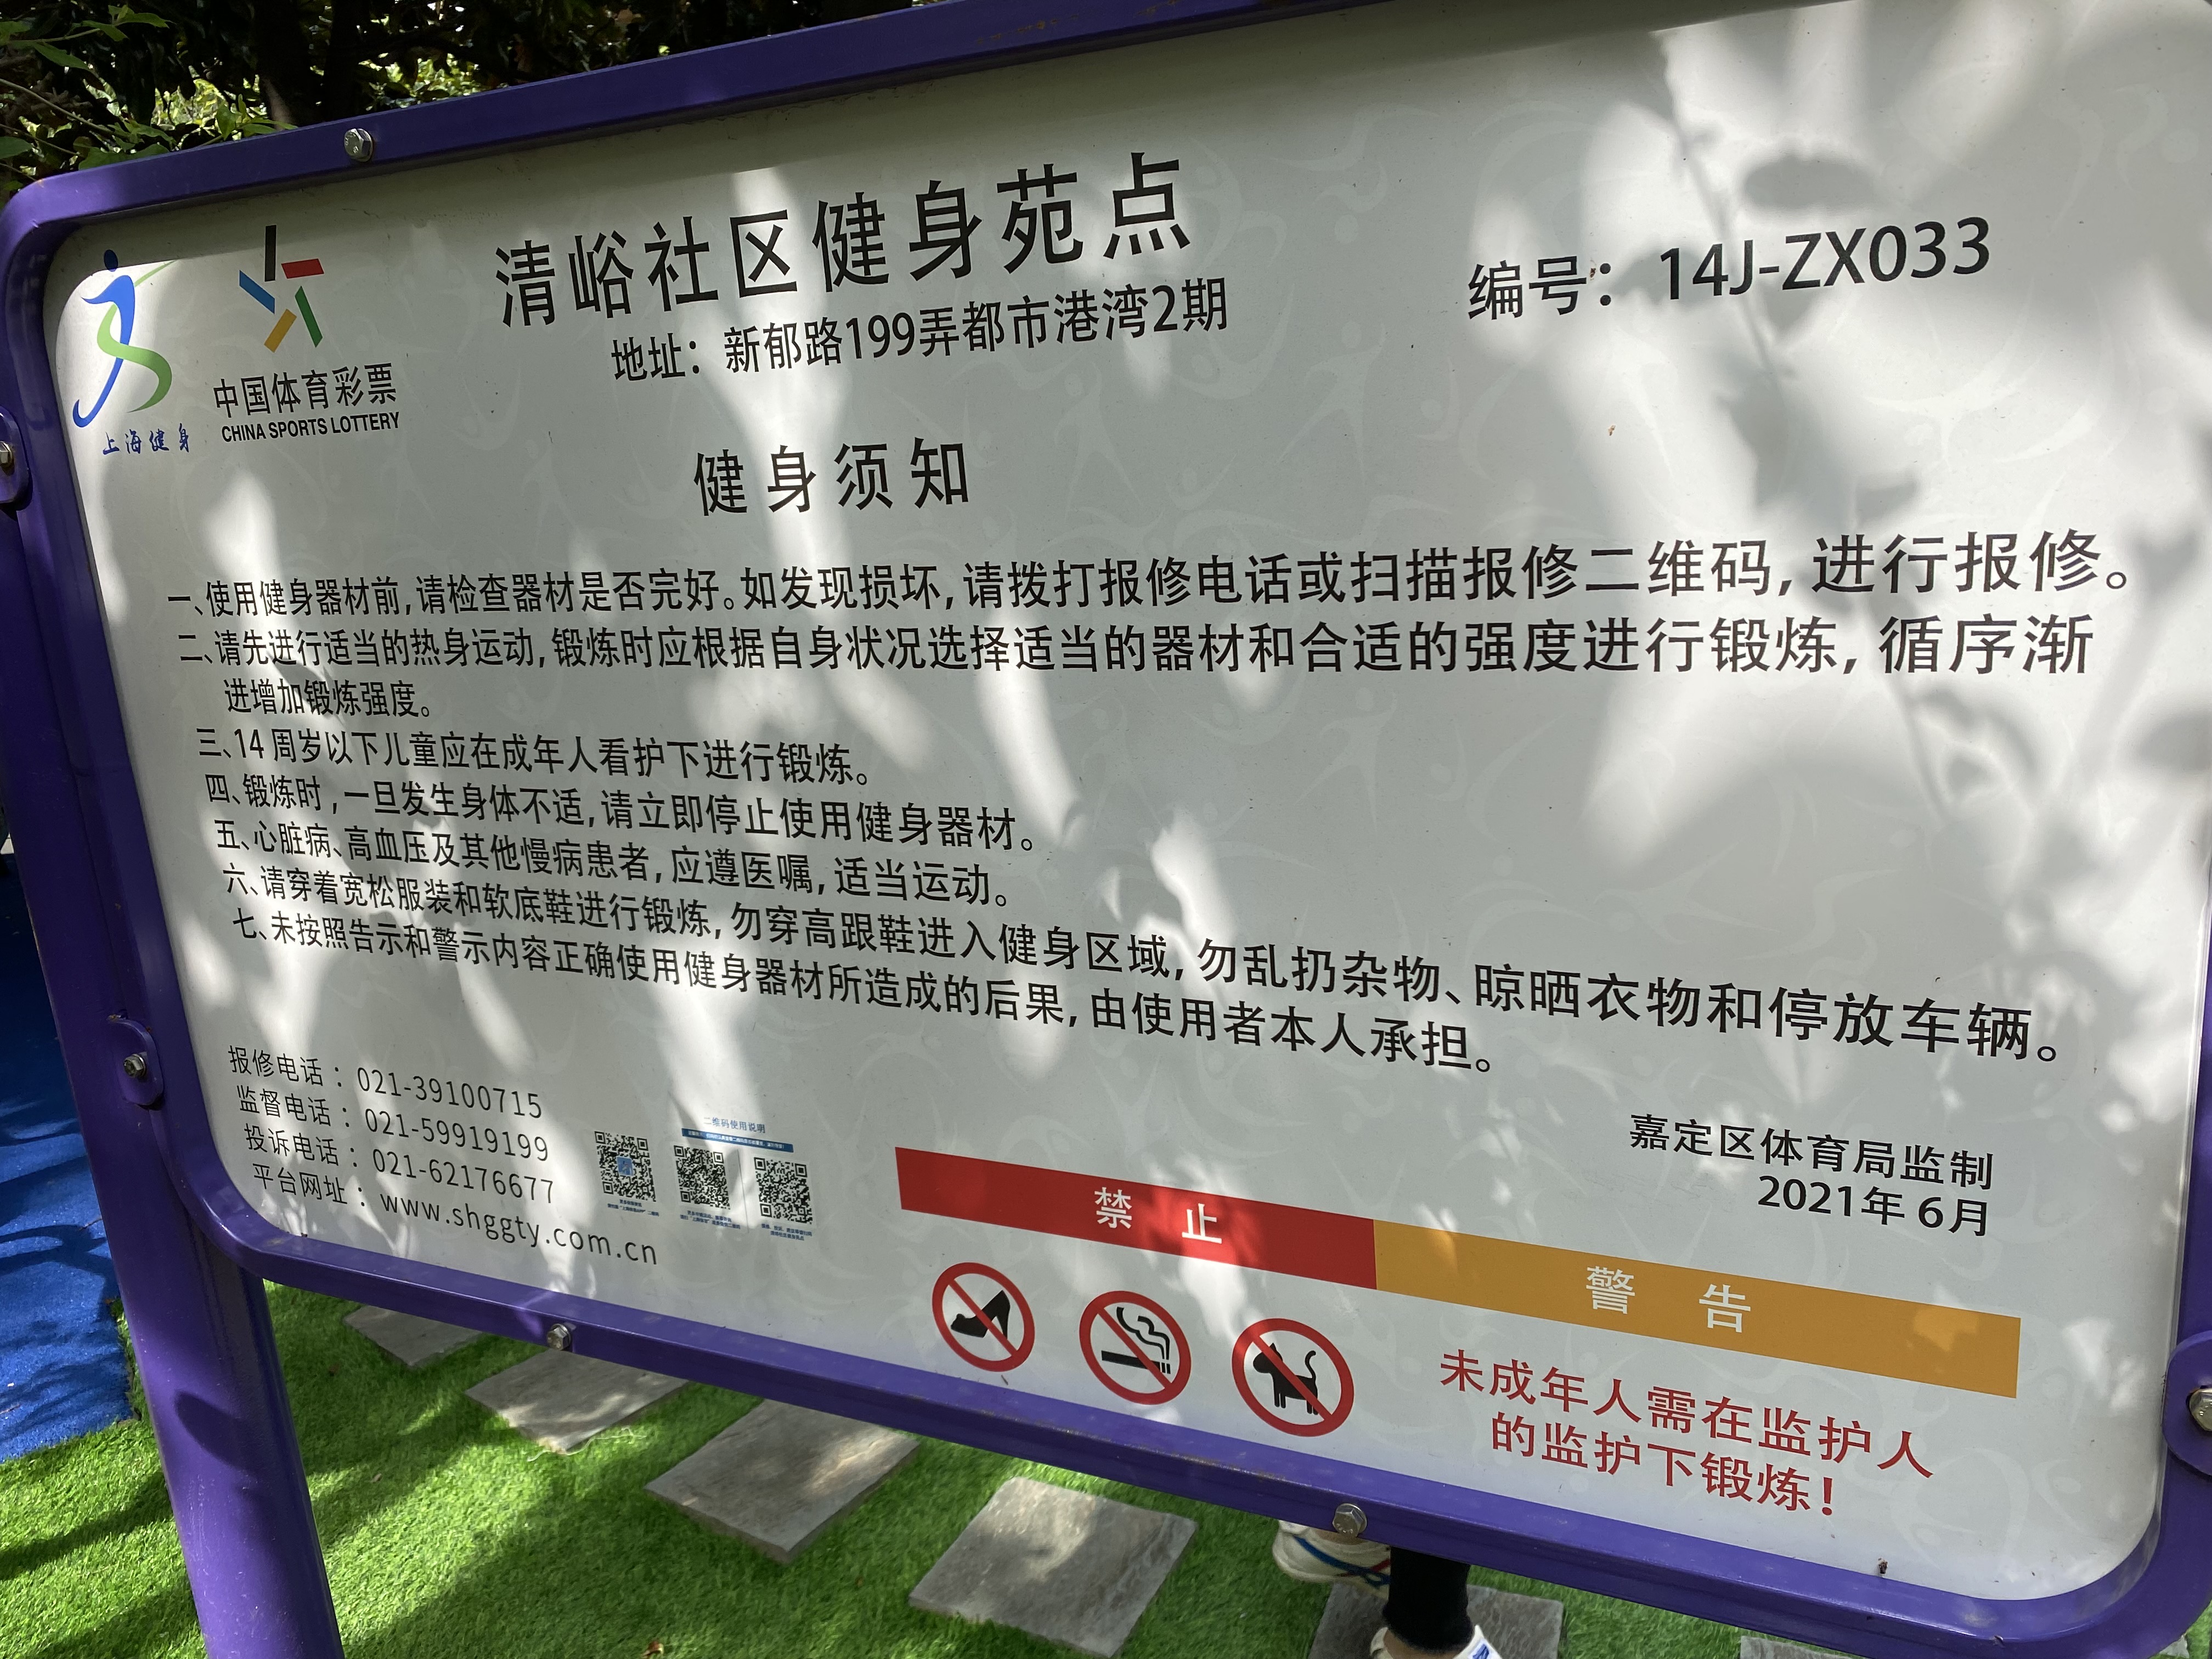 清峪社区健身苑点
地址：新郁路199弄都市港湾2期
编号：14J-ZX033
上海健身
中国体育彩票
CHINA SPORTS LOTTERY
健身须知
一、使用健身器材前，请检查器材是否完好。如发现损坏，请拨打报修电话或扫描报修二维码，进行报修。
二、请先进行适当的热身运动，锻炼时应根据自身状况选择适当的器材和合适的强度进行锻炼，循序渐
进增加锻炼强度。
三、14 周岁以下儿童应在成年人看护下进行锻炼。
四、锻炼时，一旦发生身体不适，请立即停止使用健身器材。
五、心脏病、高血压及其他慢病患者，应遵医嘱，适当运动。
六、请穿着宽松服装和软底鞋进行锻炼，勿穿高跟鞋进入健身区域，勿乱扔杂物、晾晒衣物和停放车辆。
七、未按照告示和警示内容正确使用健身器材所造成的后果，由使用者本人承担。
报修电话：021-39100715
监督电话：021-59919199
投诉电话：021-62176677
平台网址：www.shggty.com.cn
二维码使用说明
嘉定区体育局监制
2021年 6月
禁 止
警 告
未成年人需在监护人
的监护下锻炼！